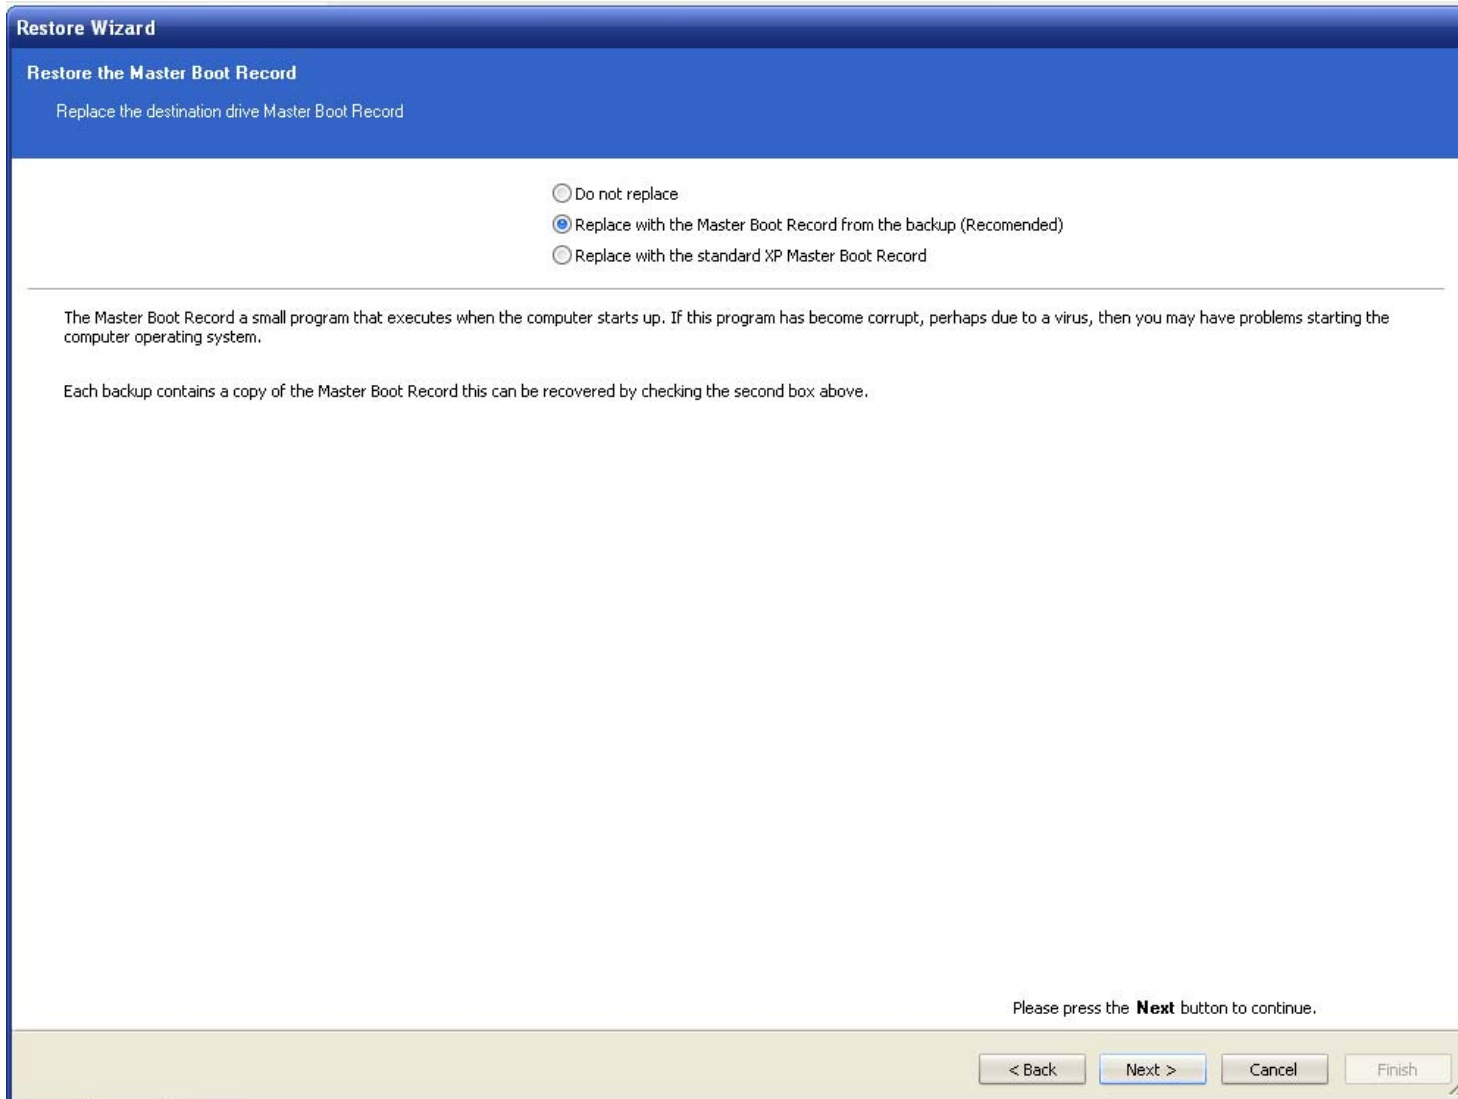 Restore Wizard
Restore the Master Boot Record
Replace the destination drive Master Boot Record
Do not replace
Replace with the Master Boot Record from the backup (Recomended)
Replace with the standard XP Master Boot Record
The Master Boot Record a small program that executes when the computer starts up. If this program has become corrupt, perhaps due to a virus, then you may have problems starting the
computer operating system.
Each backup contains a copy of the Master Boot Record this can be recovered by checking the second box above.
Please press the Next button to continue.
< Back Next > Cancel Finish